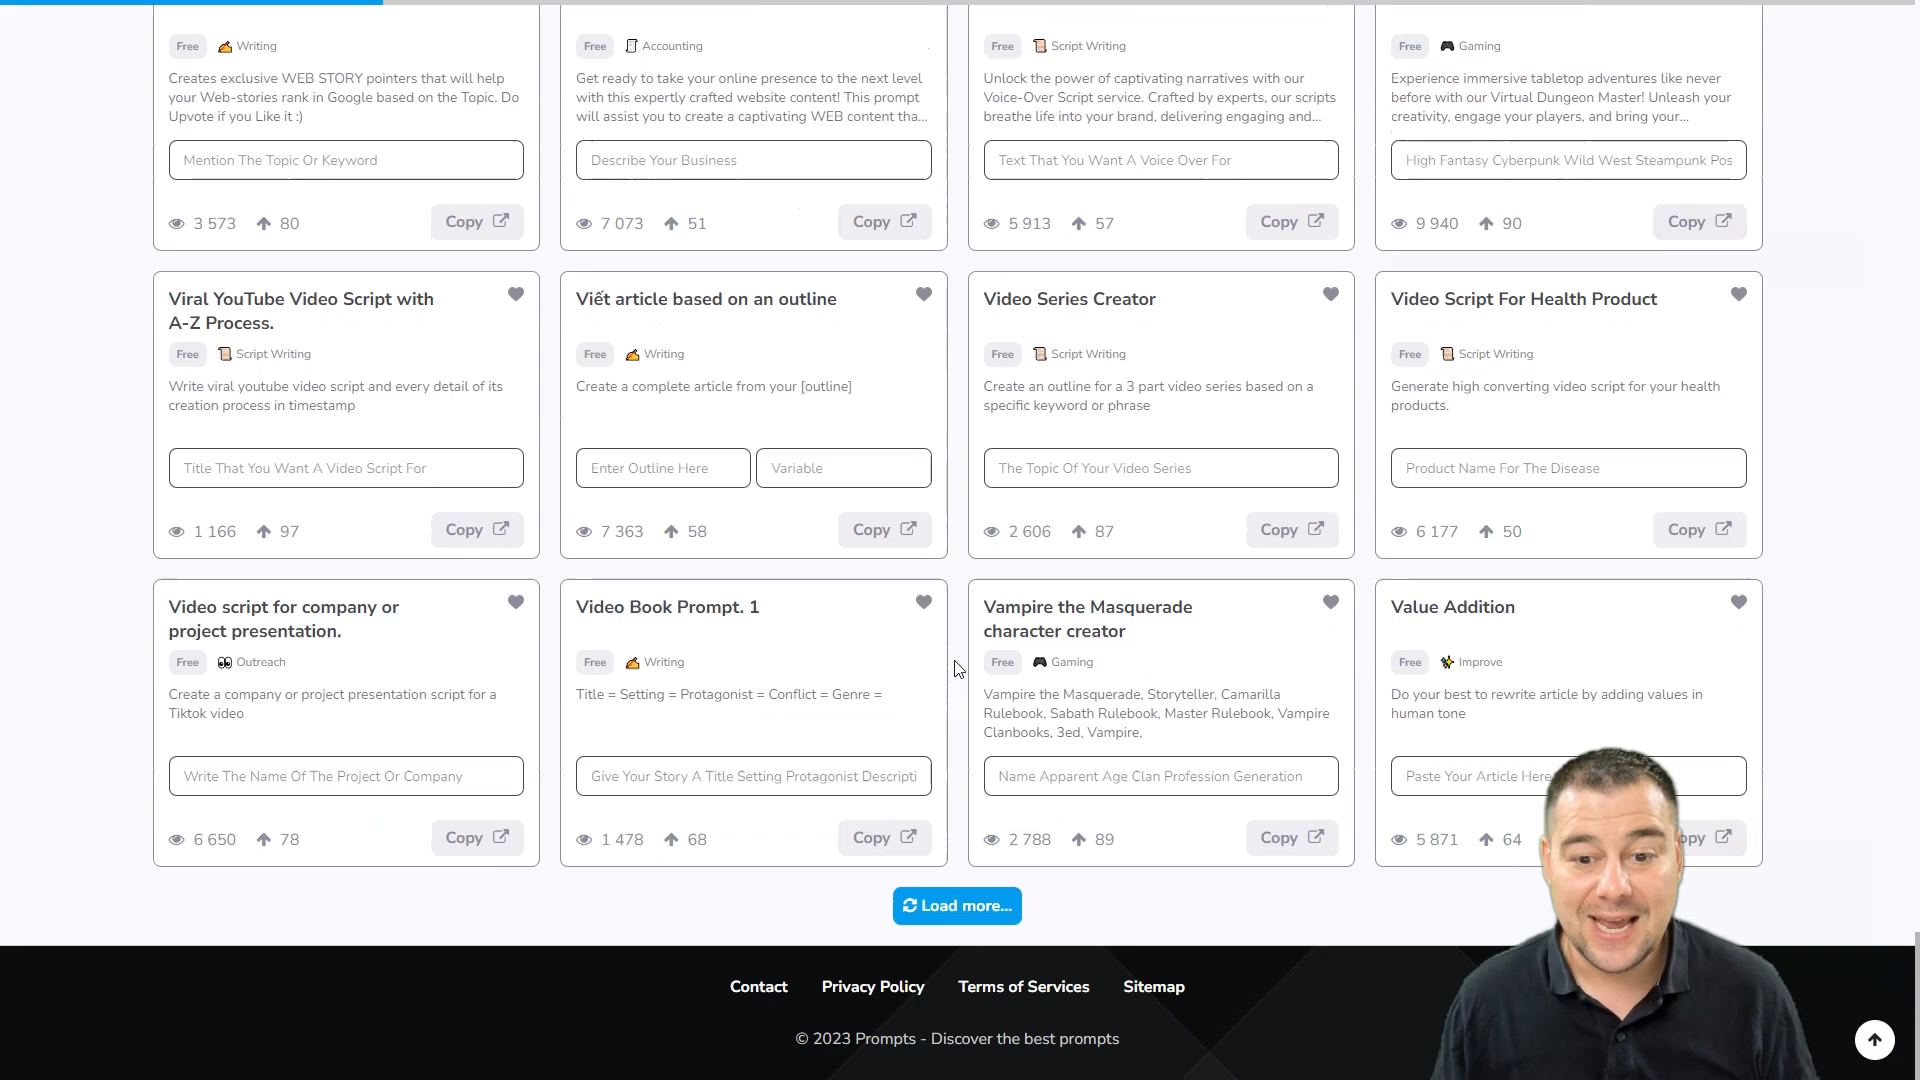 Free Writing
Creates exclusive WEB STORY pointers that will help
your Web-stories rank in Google based on the Topic. Do
Upvote if you Like it :)
Mention The Topic Or Keyword
3 573 80 Copy
Free Accounting
Get ready to take your online presence to the next level
with this expertly crafted website content! This prompt
will assist you to create a captivating WEB content tha...
Describe Your Business
7 073 51 Copy
Free Script Writing
Unlock the power of captivating narratives with our
Voice-Over Script service. Crafted by experts, our scripts
breathe life into your brand, delivering engaging and...
Text That You Want A Voice Over For
5 913 57 Copy
Free Gaming
Experience immersive tabletop adventures like never
before with our Virtual Dungeon Master! Unleash your
creativity, engage your players, and bring your...
High Fantasy Cyberpunk Wild West Steampunk Pos
9 940 90 Copy
Viral YouTube Video Script with
A-Z Process.
Free Script Writing
Write viral youtube video script and every detail of its
creation process in timestamp
Title That You Want A Video Script For
1 166 97 Copy
Viết article based on an outline
Free Writing
Create a complete article from your [outline]
Enter Outline Here Variable
7 363 58 Copy
Video Series Creator
Free Script Writing
Create an outline for a 3 part video series based on a
specific keyword or phrase
The Topic Of Your Video Series
2 606 87 Copy
Video Script For Health Product
Free Script Writing
Generate high converting video script for your health
products.
Product Name For The Disease
6 177 50 Copy
Video script for company or
project presentation.
Free Outreach
Create a company or project presentation script for a
Tiktok video
Write The Name Of The Project Or Company
6 650 78 Copy
Video Book Prompt. 1
Free Writing
Title = Setting = Protagonist = Conflict = Genre =
Give Your Story A Title Setting Protagonist Descripti
1 478 68 Copy
Vampire the Masquerade
character creator
Free Gaming
Vampire the Masquerade, Storyteller, Camarilla
Rulebook, Sabath Rulebook, Master Rulebook, Vampire
Clanbooks, 3ed, Vampire,
Name Apparent Age Clan Profession Generation
2 788 89 Copy
Value Addition
Free Improve
Do your best to rewrite article by adding values in
human tone
Paste Your Article Here
5 871 64 opy
Load more...
Contact Privacy Policy Terms of Services Sitemap
© 2023 Prompts - Discover the best prompts